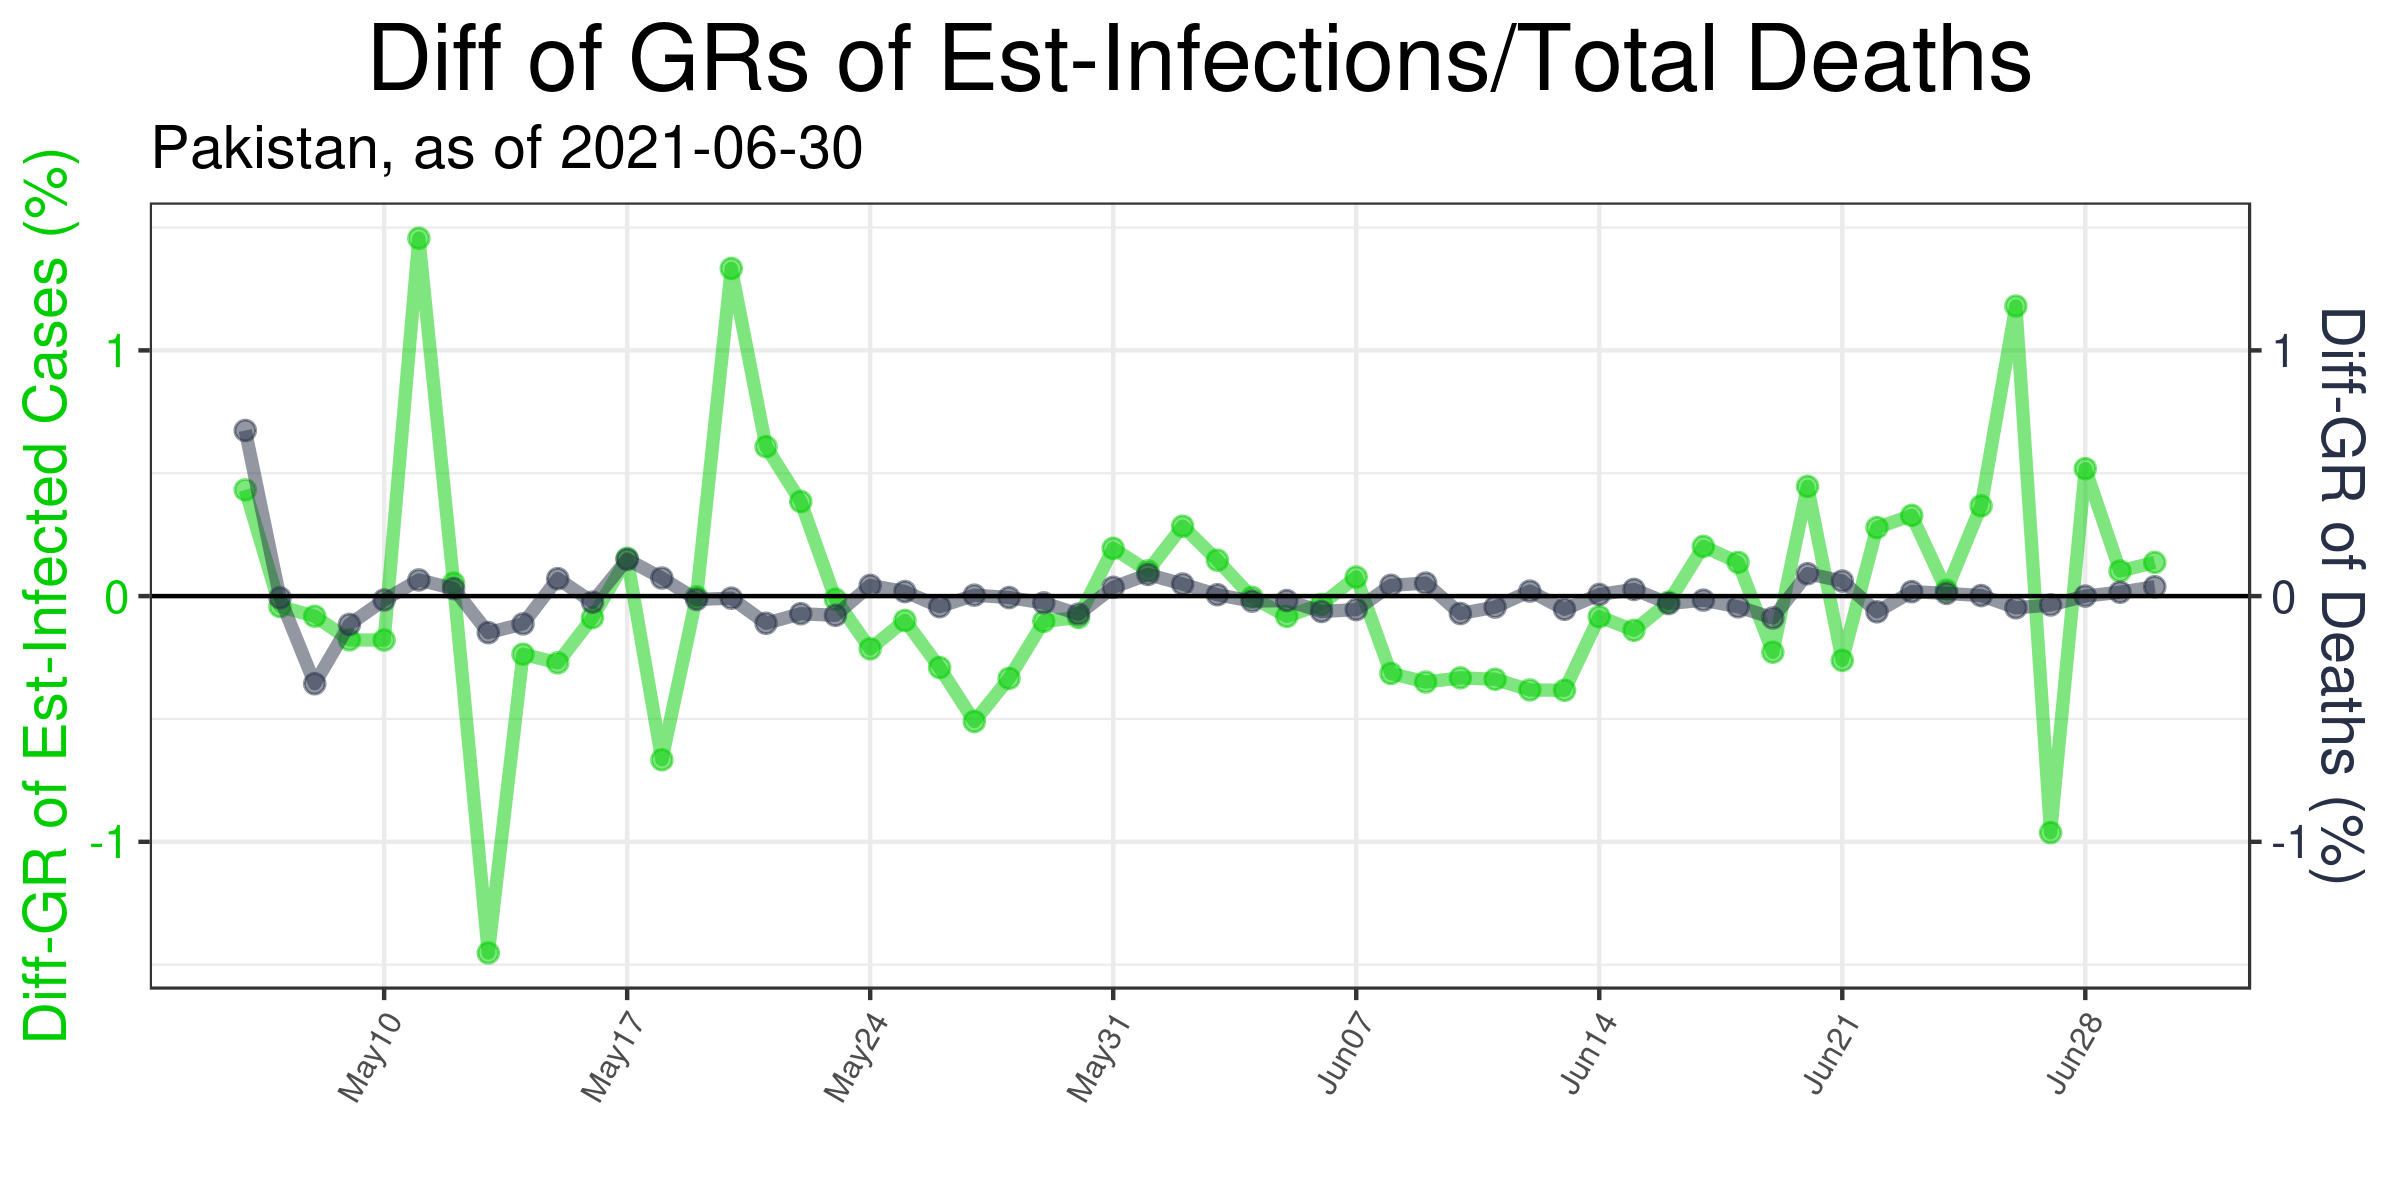 Diff of GRs of Est-Infections/Total Deaths
Pakistan, as of 2021-06-30
Diff-GR of Est-Infected Cases (%)
1
0
-1
1
0
-1
Diff-GR of Deaths (%)
May10
May17
May24
May31
Jun07
Jun14
Jun21
Jun28